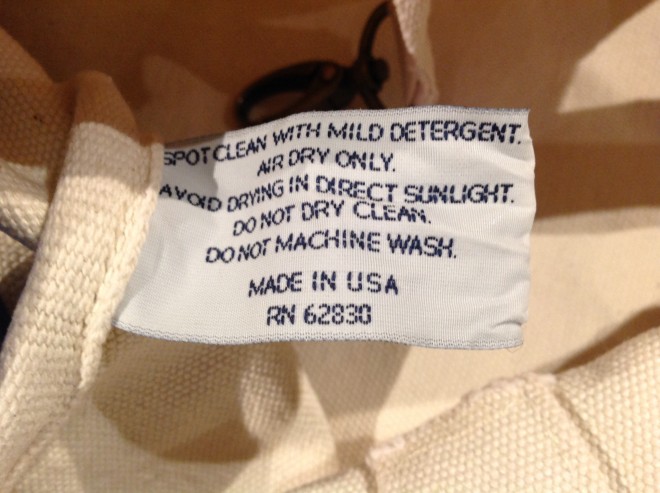 SPOT CLEAN WITH MILD DETERGENT.
AIR DRY ONLY.
AVOID DRYING IN DIRECT SUNLIGHT.
DO NOT DRY CLEAN.
DO NOT MACHINE WASH.
MADE IN USA
RN 62830